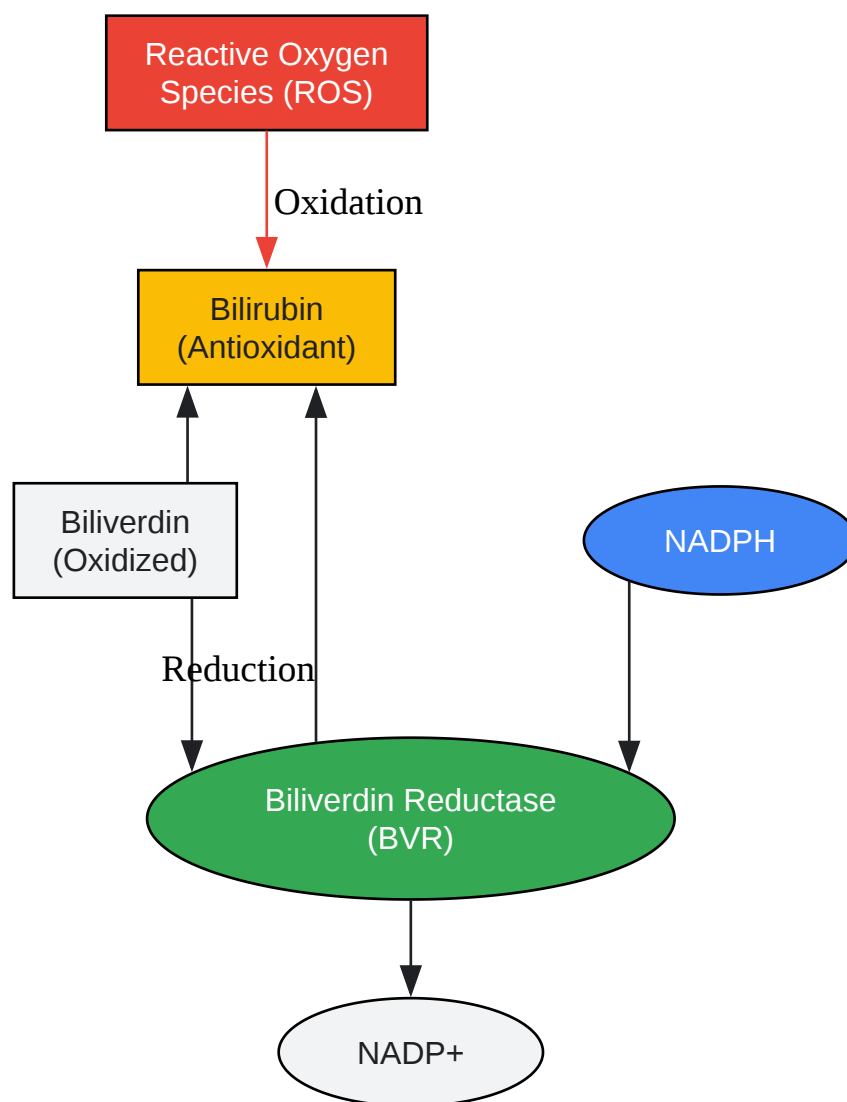 Reactive Oxygen
Species (ROS)
Oxidation
Bilirubin
(Antioxidant)
Biliverdin
(Oxidized)
NADPH
Reduction
Biliverdin Reductase
(BVR)
NADP+